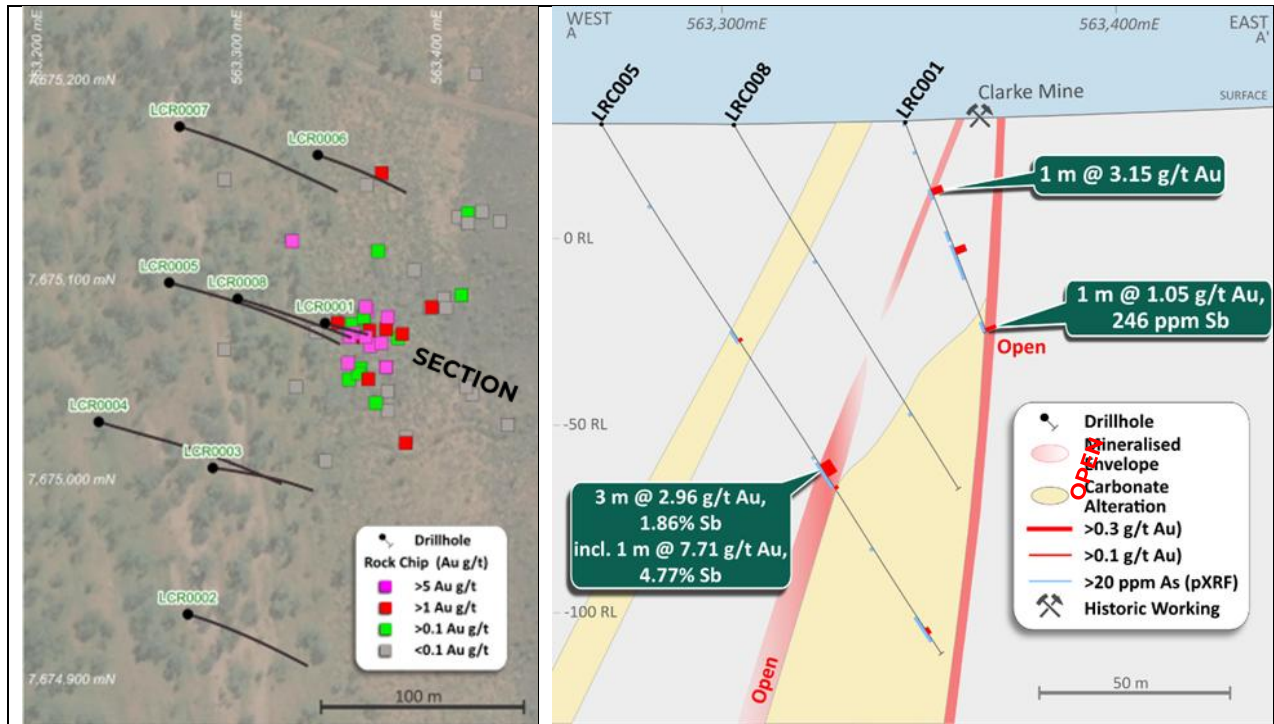 563,200 mE
563,300 mE
563,400 mE
7,675,200 mN
LCR0007
LCR0006
LCR0005
7,675,100 mN
LCR0008
LCR0001
SECTION
LCR0004
LCR0003
7,675,000 mN
LCR0002
7,674,900 mN
Drillhole
Rock Chip (Au g/t)
>5 Au g/t
>1 Au g/t
>0.1 Au g/t
<0.1 Au g/t
100 m
WEST
A
563,300mE
563,400mE
EAST
A'
LRC005
LRC008
LRC001
Clarke Mine
SURFACE
1 m @ 3.15 g/t Au
0 RL
1 m @ 1.05 g/t Au,
246 ppm Sb
Open
-50 RL
3 m @ 2.96 g/t Au,
1.86% Sb
incl. 1 m @ 7.71 g/t Au,
4.77% Sb
-100 RL
Open
Drillhole
Mineralised
Envelope
OPEN
Carbonate
Alteration
>0.3 g/t Au)
>0.1 g/t Au)
>20 ppm As (pXRF)
Historic Working
50 m